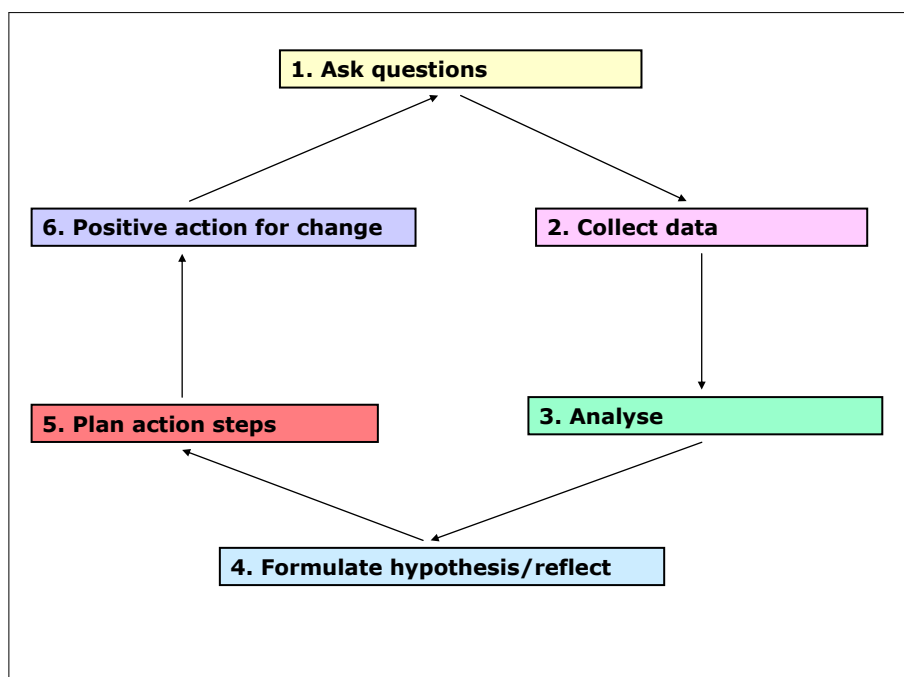 1. Ask questions
2. Collect data
3. Analyse
4. Formulate hypothesis/reflect
5. Plan action steps
6. Positive action for change